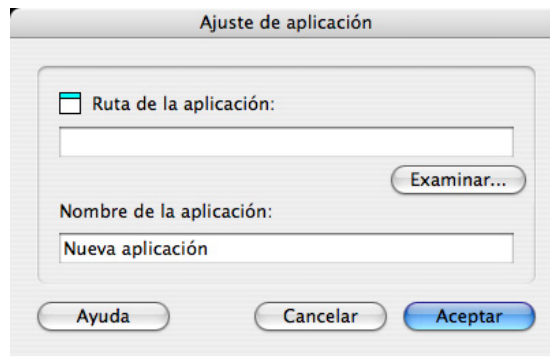 Ajuste de aplicación
Ruta de la aplicación:
Examinar...
Nombre de la aplicación:
Nueva aplicación
Ayuda Cancelar Aceptar